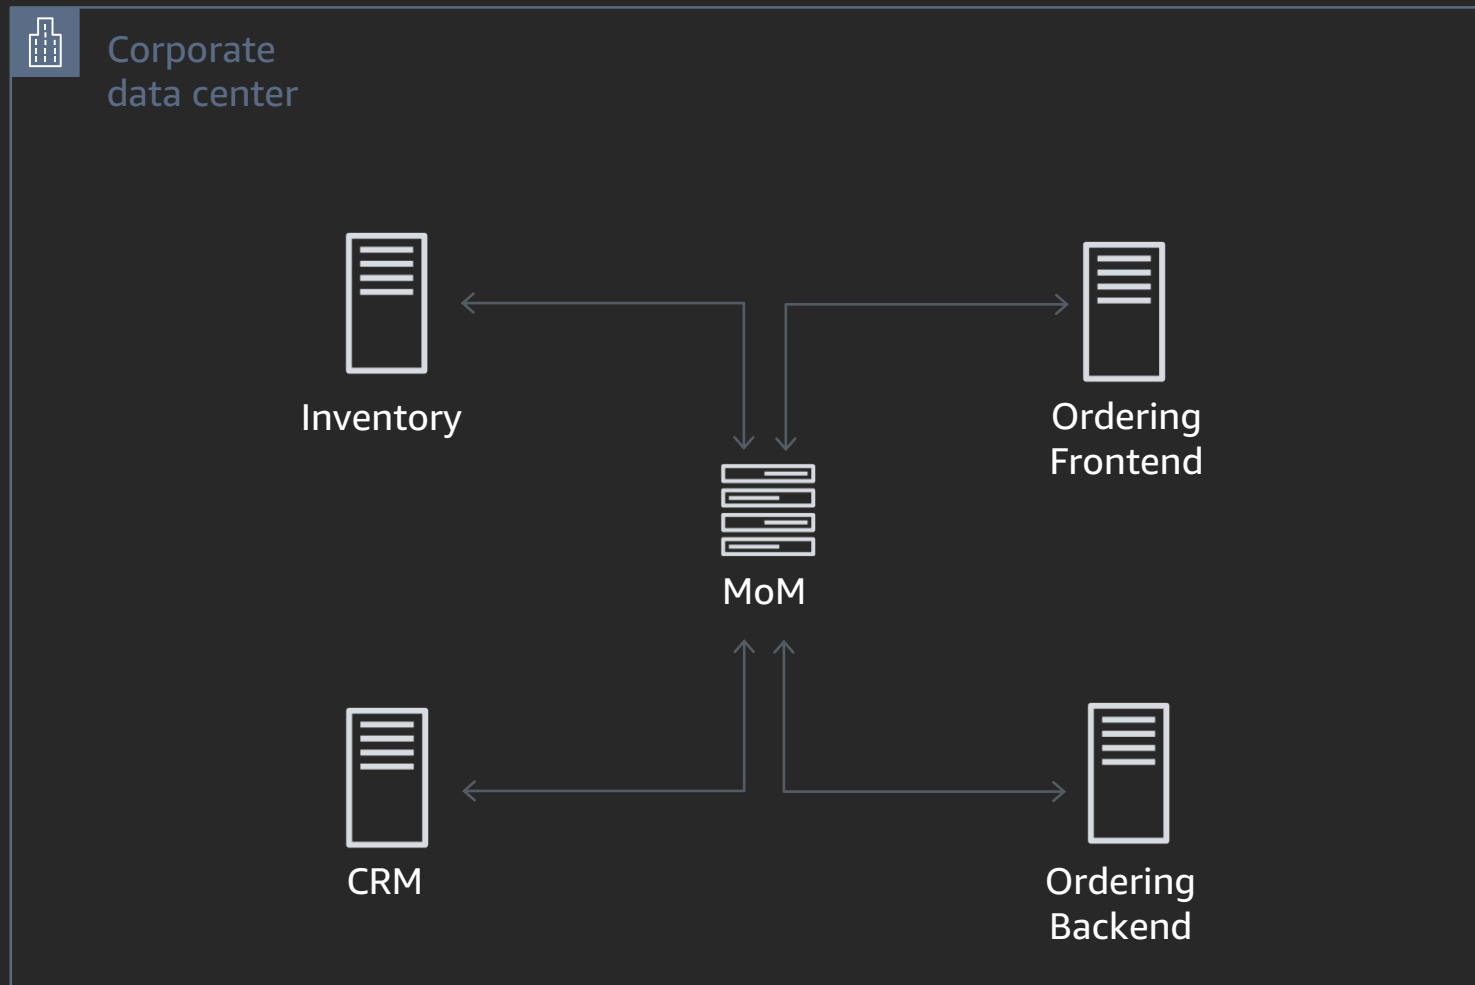 Corporate
data center
Inventory
Ordering
Frontend
MoM
CRM
Ordering
Backend